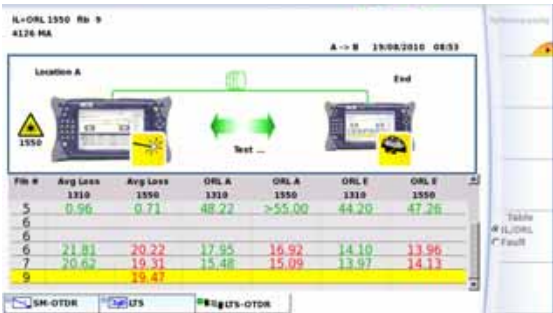 IL+ORL 1550 fib 9
4126 MA
A -> B 19/08/2010 08:53
Location A
End
1550
Test ...
Fib # Avg Loss Avg Loss ORL A ORL A ORL E ORL E
1310 1550 1310 1550 1310 1550
5 0.96 0.71 48.22 >55.00 44.20 47.26
6
6
6 21.81 20.22 17.95 16.92 14.10 13.96
7 20.62 19.31 15.48 15.09 13.97 14.13
9 19.47
Table
IL/ORL
Fault
SM-OTDR LTS LTS-OTDR